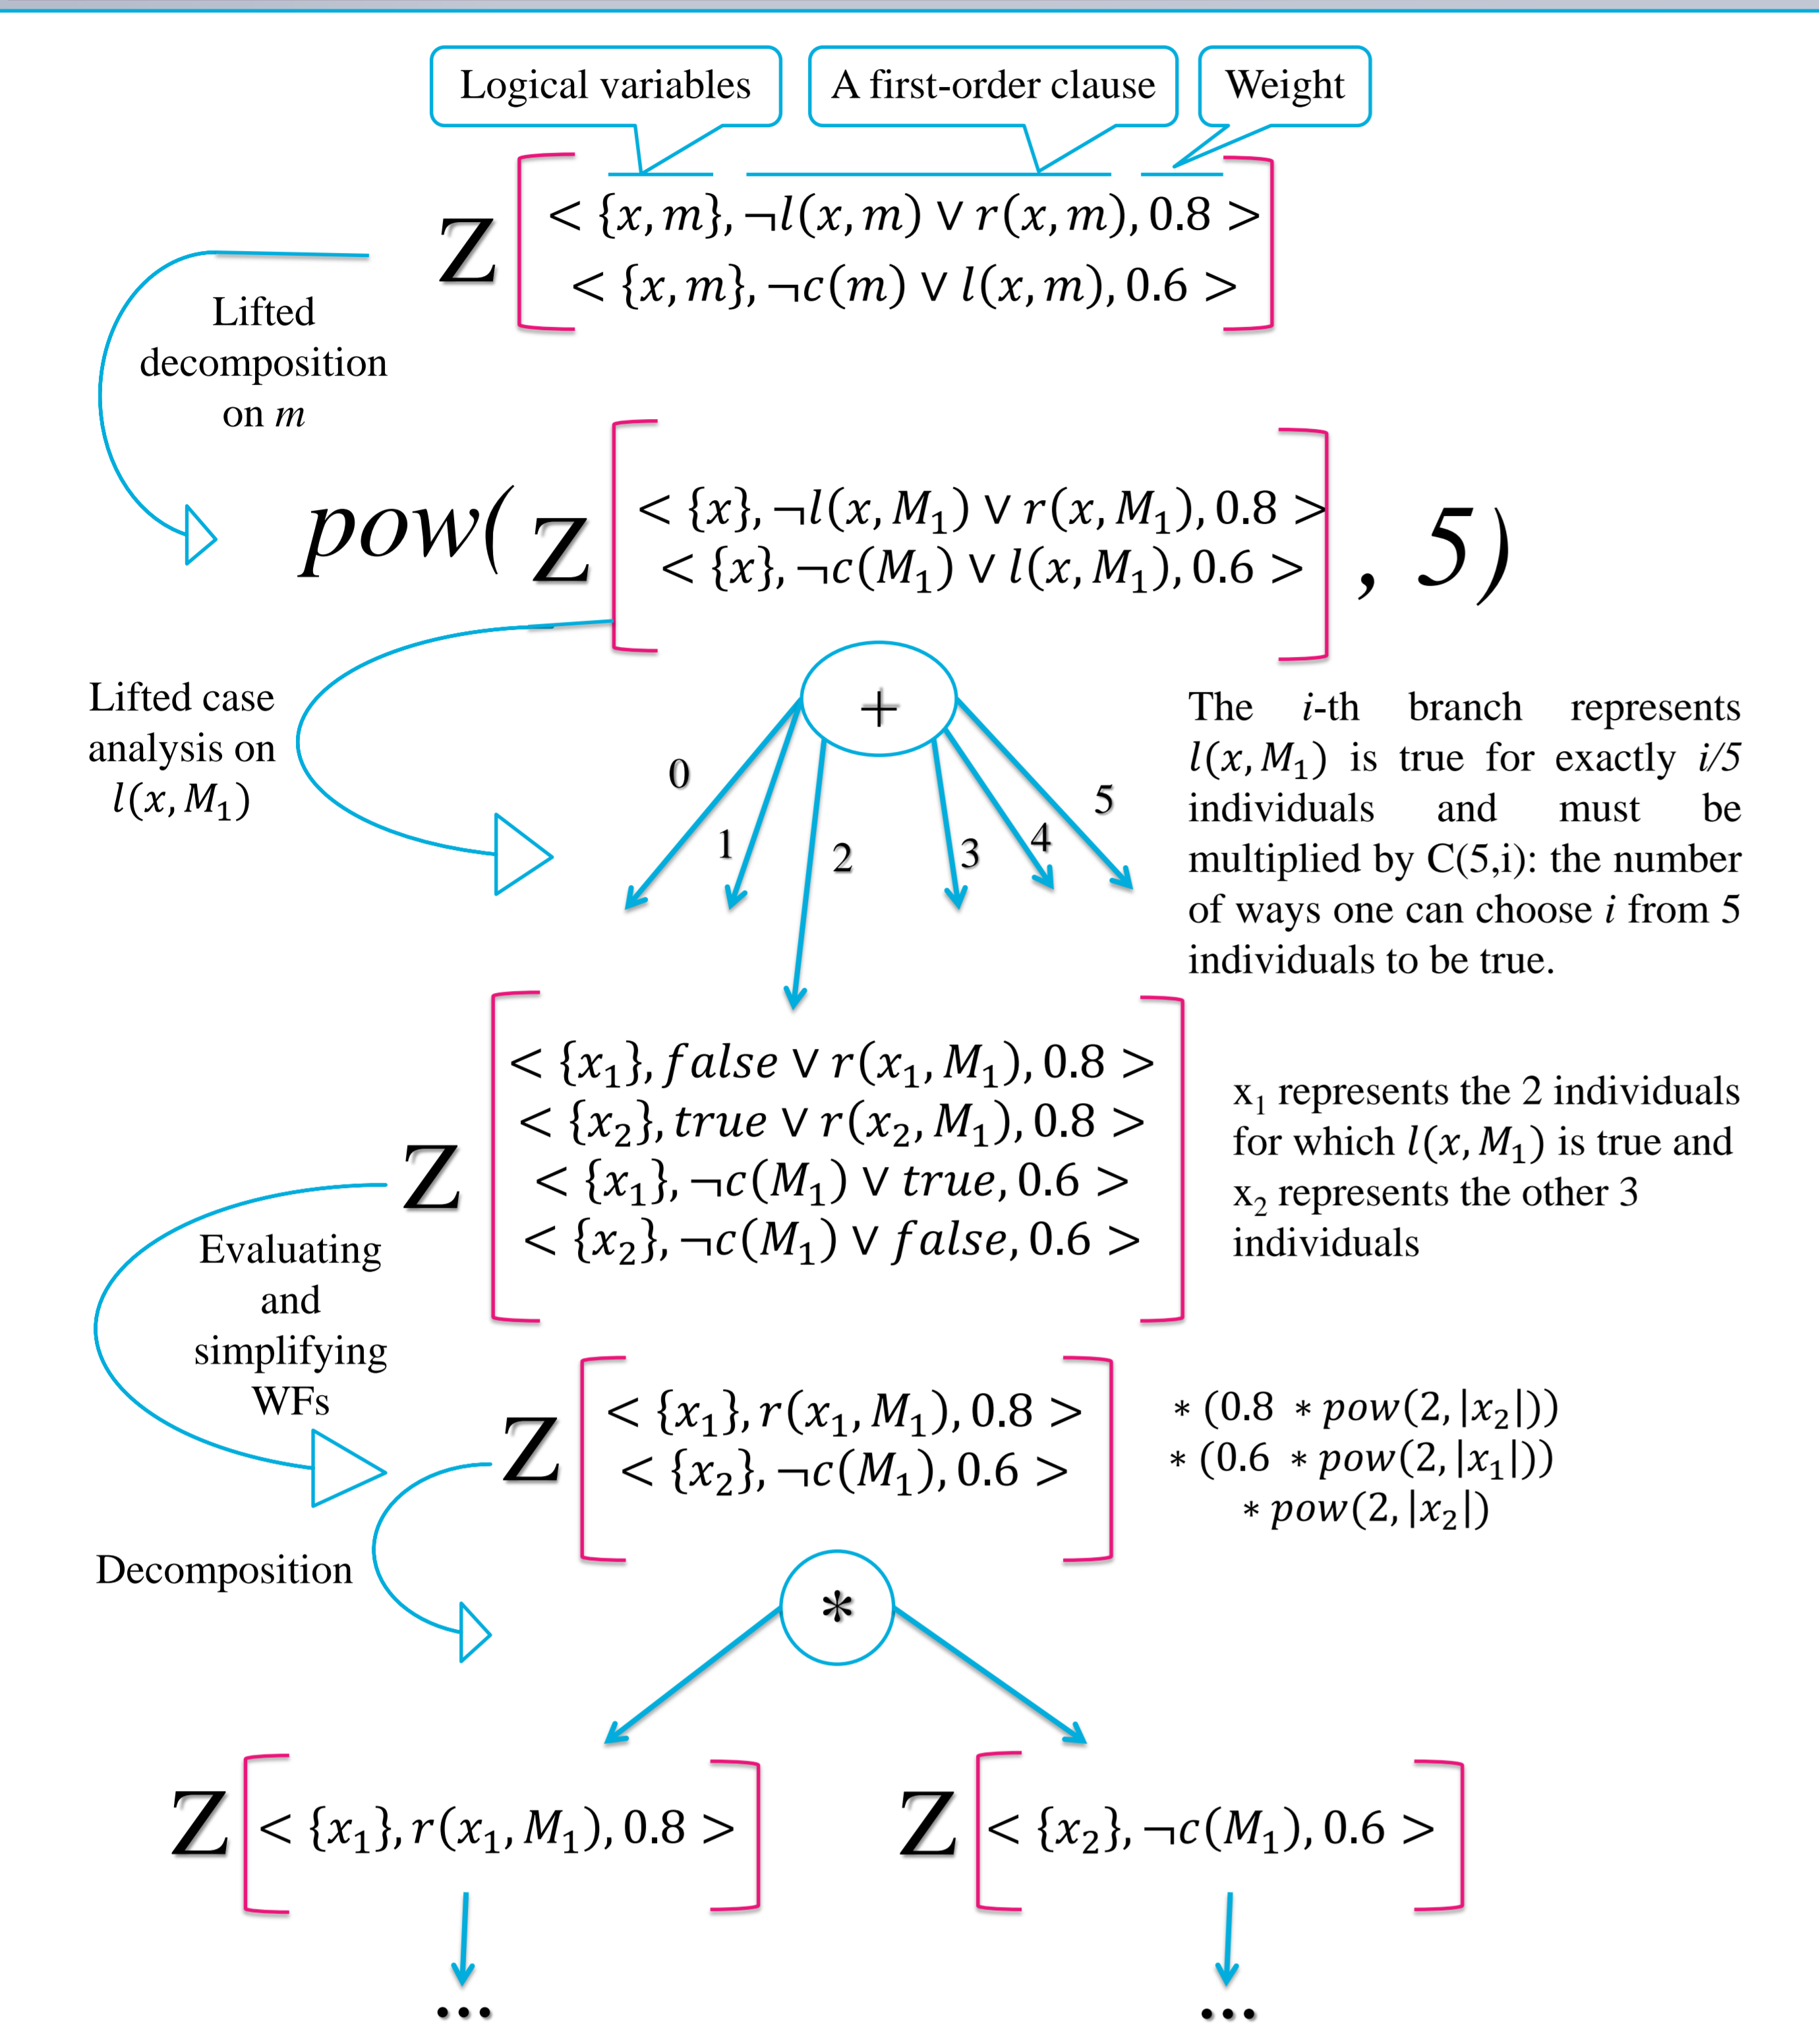 Logical variables
A first-order clause
Weight
Z
< {x, m}, ¬l(x, m) ∨ r(x, m), 0.8 >
< {x, m}, ¬c(m) ∨ l(x, m), 0.6 >
Lifted
decomposition
on m
pow( Z
< {x}, ¬l(x, M₁) ∨ r(x, M₁), 0.8 >
< {x}, ¬c(M₁) ∨ l(x, M₁), 0.6 >
, 5)
Lifted case
analysis on
l(x, M₁)
+
0
1
2
3
4
5
The i-th branch represents
l(x, M₁) is true for exactly i/5
individuals and must be
multiplied by C(5,i): the number
of ways one can choose i from 5
individuals to be true.
Z
< {x₁}, false ∨ r(x₁, M₁), 0.8 >
< {x₂}, true ∨ r(x₂, M₁), 0.8 >
< {x₁}, ¬c(M₁) ∨ true, 0.6 >
< {x₂}, ¬c(M₁) ∨ false, 0.6 >
x₁ represents the 2 individuals
for which l(x, M₁) is true and
x₂ represents the other 3
individuals
Evaluating
and
simplifying
WFs
Z
< {x₁}, r(x₁, M₁), 0.8 >
< {x₂}, ¬c(M₁), 0.6 >
* (0.8 * pow(2, |x₂|))
* (0.6 * pow(2, |x₁|))
* pow(2, |x₂|)
Decomposition
*
Z < {x₁}, r(x₁, M₁), 0.8 >
Z < {x₂}, ¬c(M₁), 0.6 >
...
...